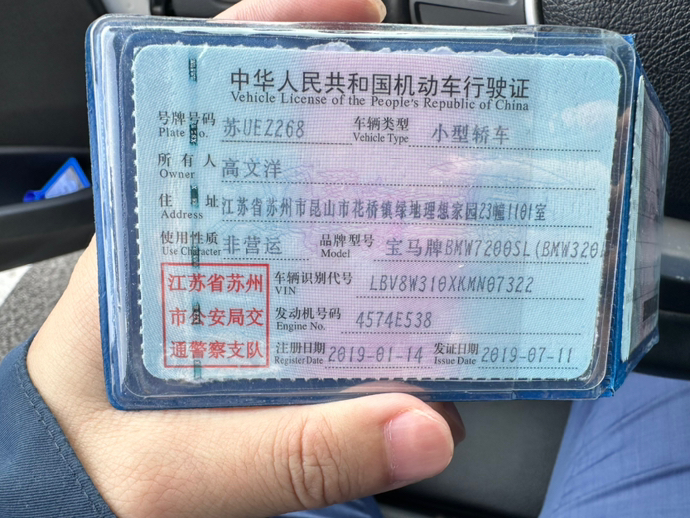 中华人民共和国机动车行驶证
Vehicle License of the People's Republic of China
号牌号码 Plate No. 苏UEZ268 车辆类型 Vehicle Type 小型轿车
所有人 Owner 高文洋
住址 Address 江苏省苏州市昆山市花桥镇绿地理想家园23幢1101室
使用性质 Use Character 非营运 品牌型号 Model 宝马牌BMW7200SL(BMW320
江苏省苏州
市公安局交
通警察支队
车辆识别代号 VIN LBV8W310XKMN07322
发动机号码 Engine No. 4574E538
注册日期 Register Date 2019-01-14 发证日期 Issue Date 2019-07-11